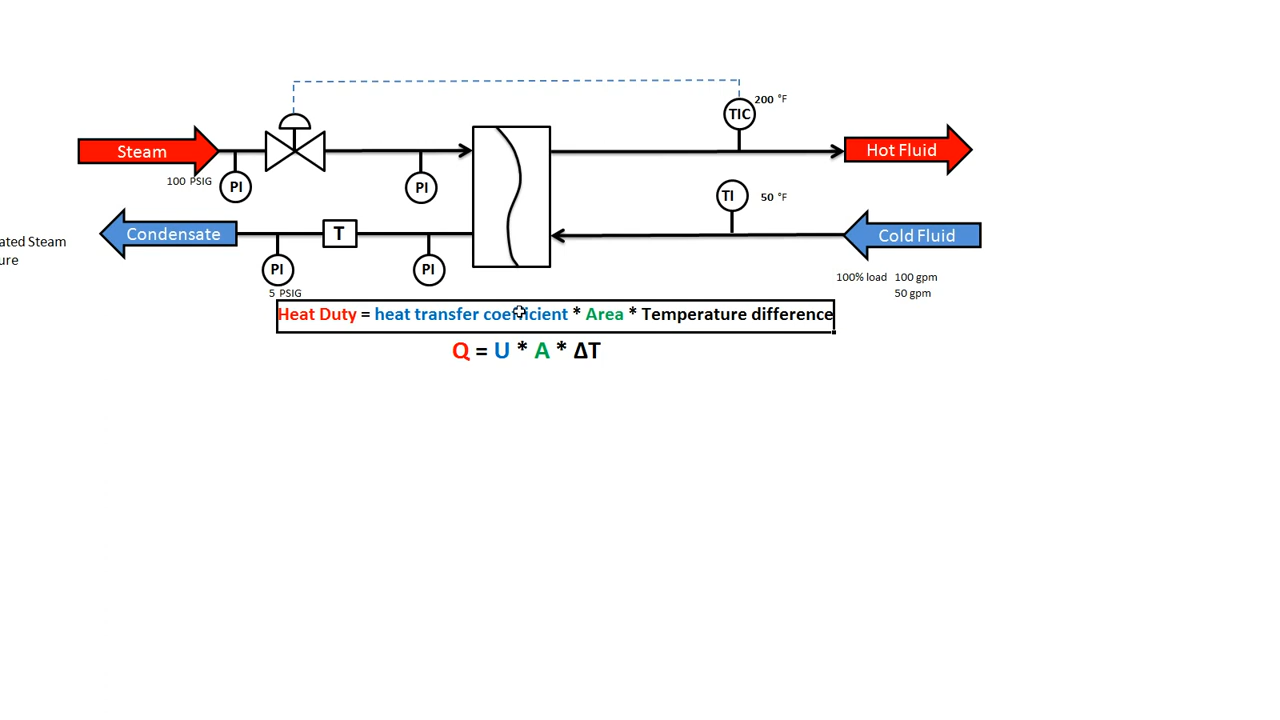 TIC
200 °F
Steam
Hot Fluid
100 PSIG
PI
PI
TI
50 °F
Condensate
T
Cold Fluid
ated Steam
ure
PI
PI
5 PSIG
100% load 100 gpm
50 gpm
Heat Duty = heat transfer coefficient * Area * Temperature difference
Q = U * A * ΔT